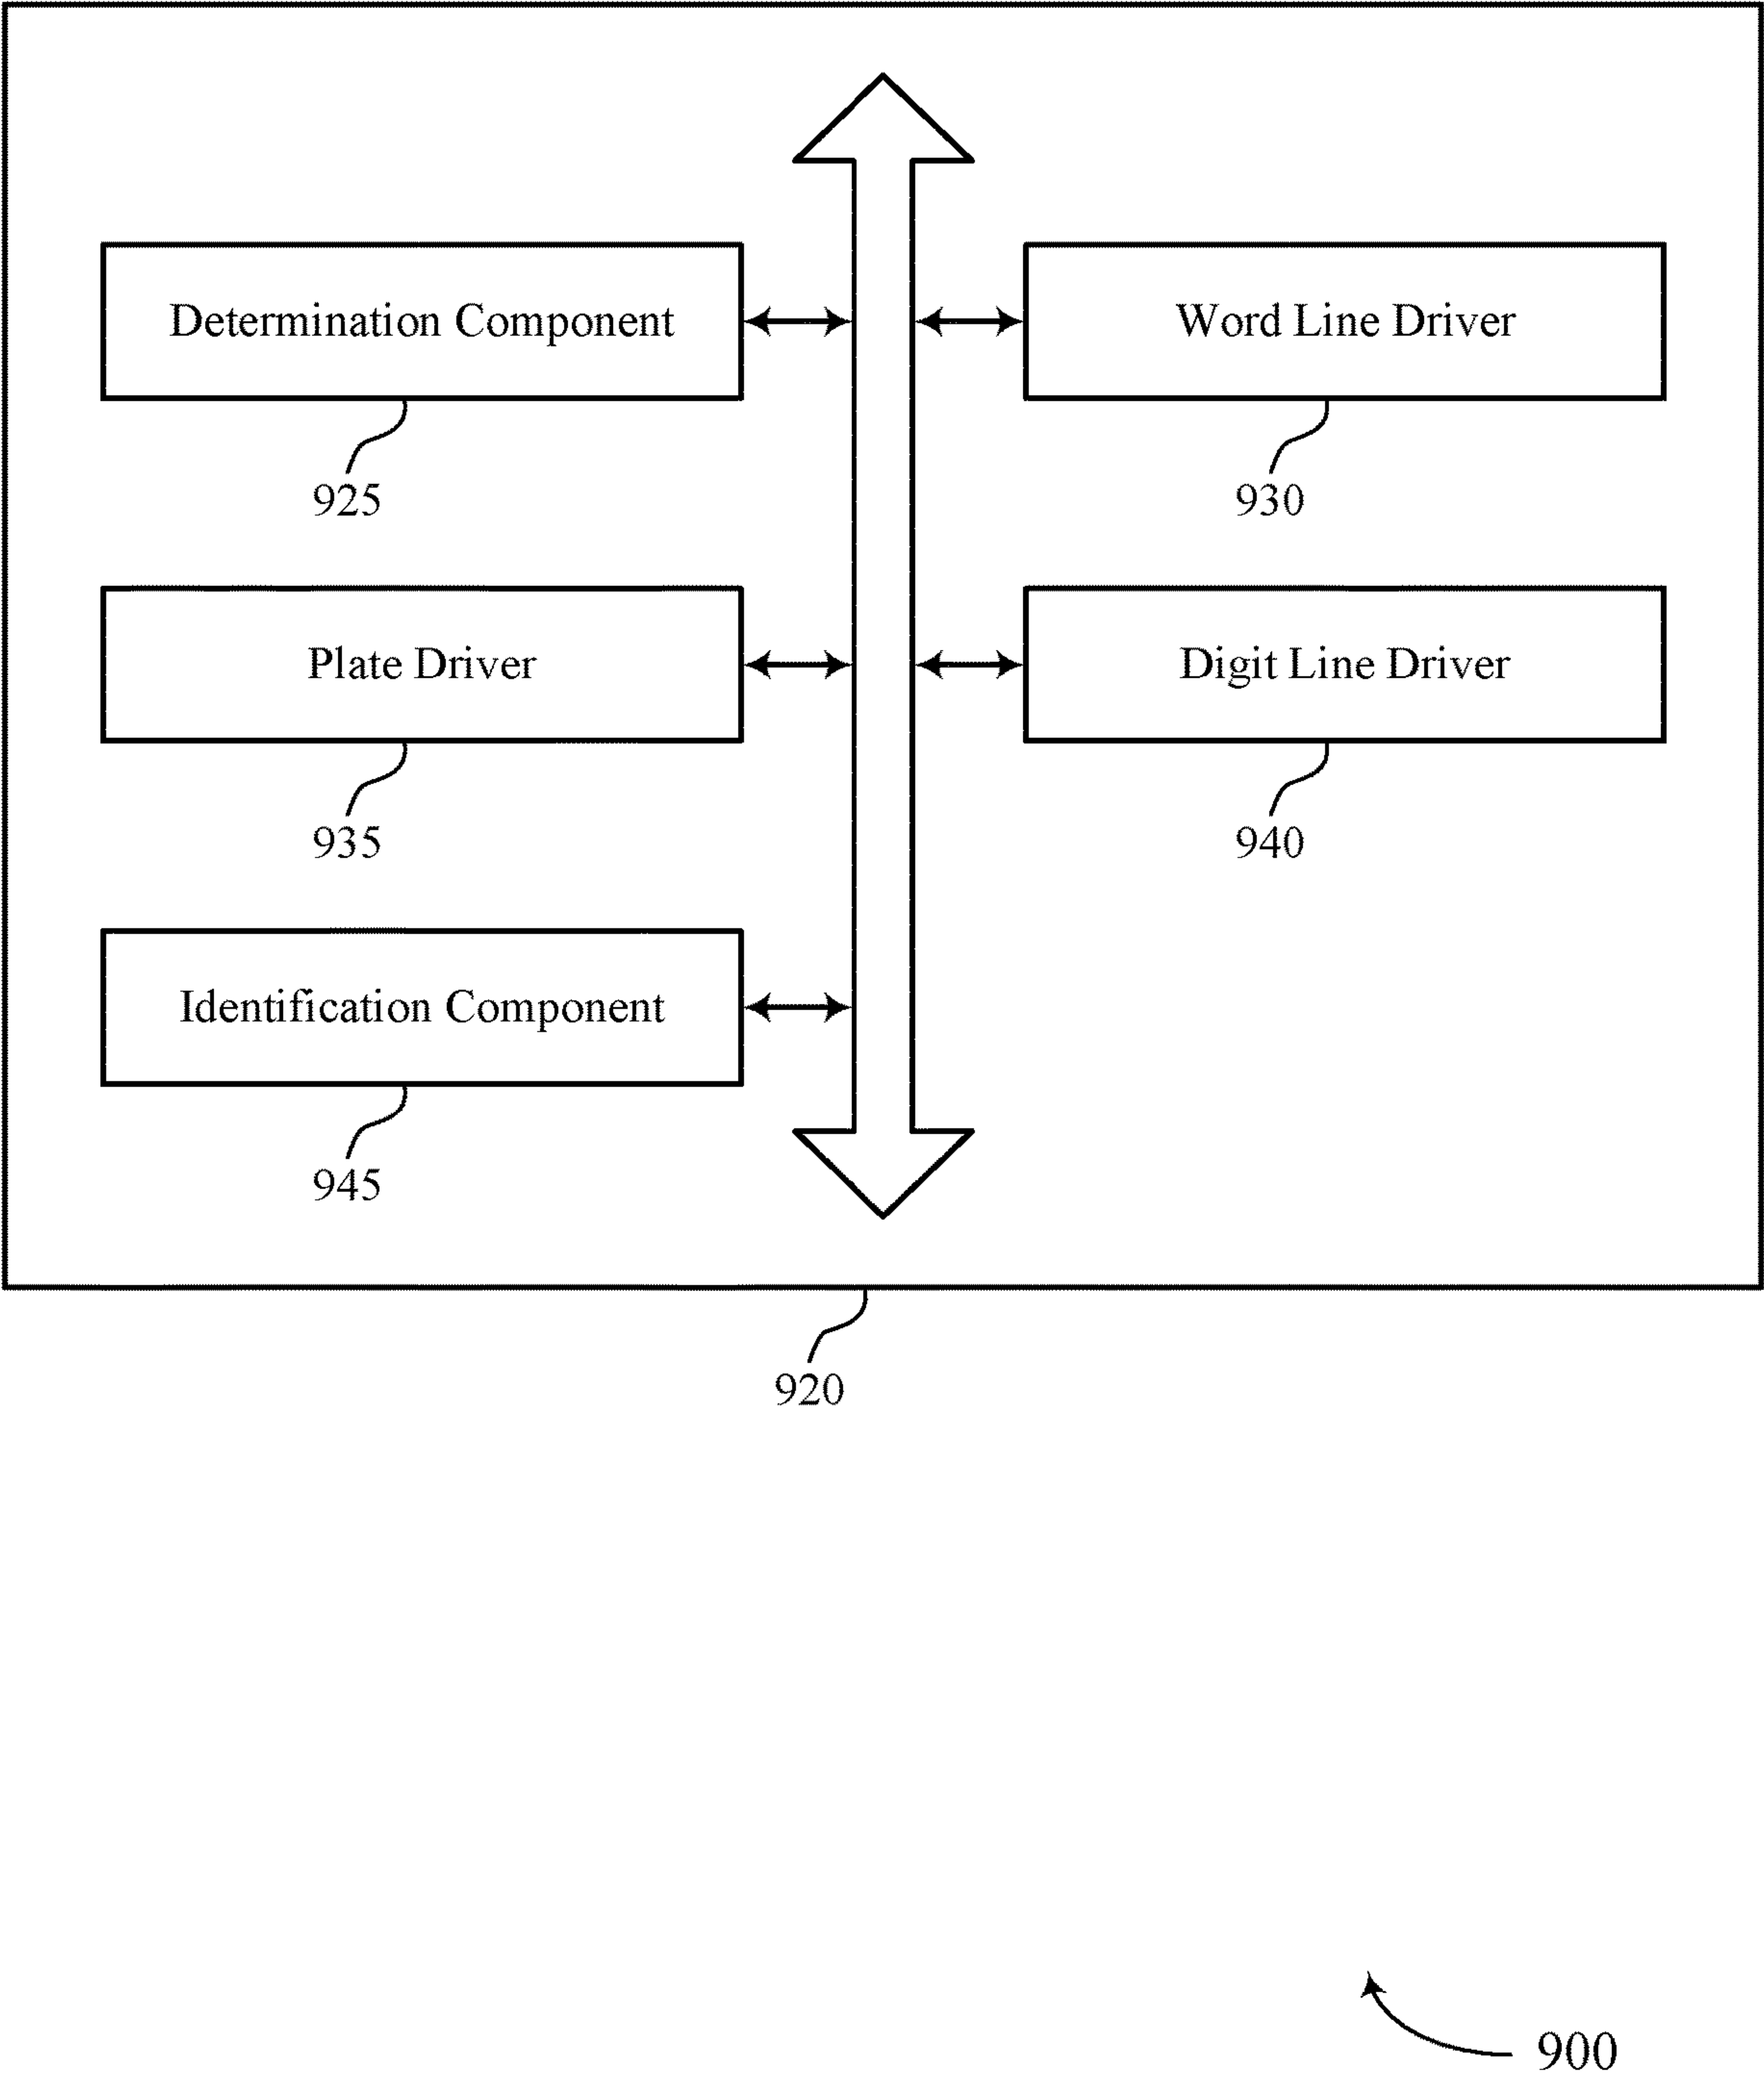 Determination Component
Word Line Driver
925
930
Plate Driver
Digit Line Driver
935
940
Identification Component
945
920
900